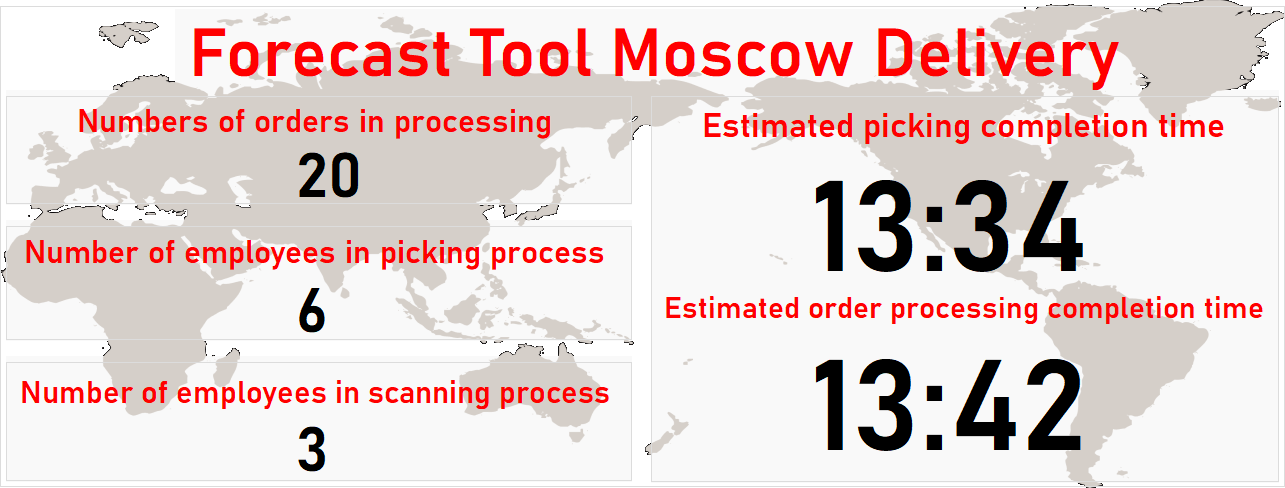 Forecast Tool Moscow Delivery
Numbers of orders in processing
20
Number of employees in picking process
6
Number of employees in scanning process
3
Estimated picking completion time
13:34
Estimated order processing completion time
13:42